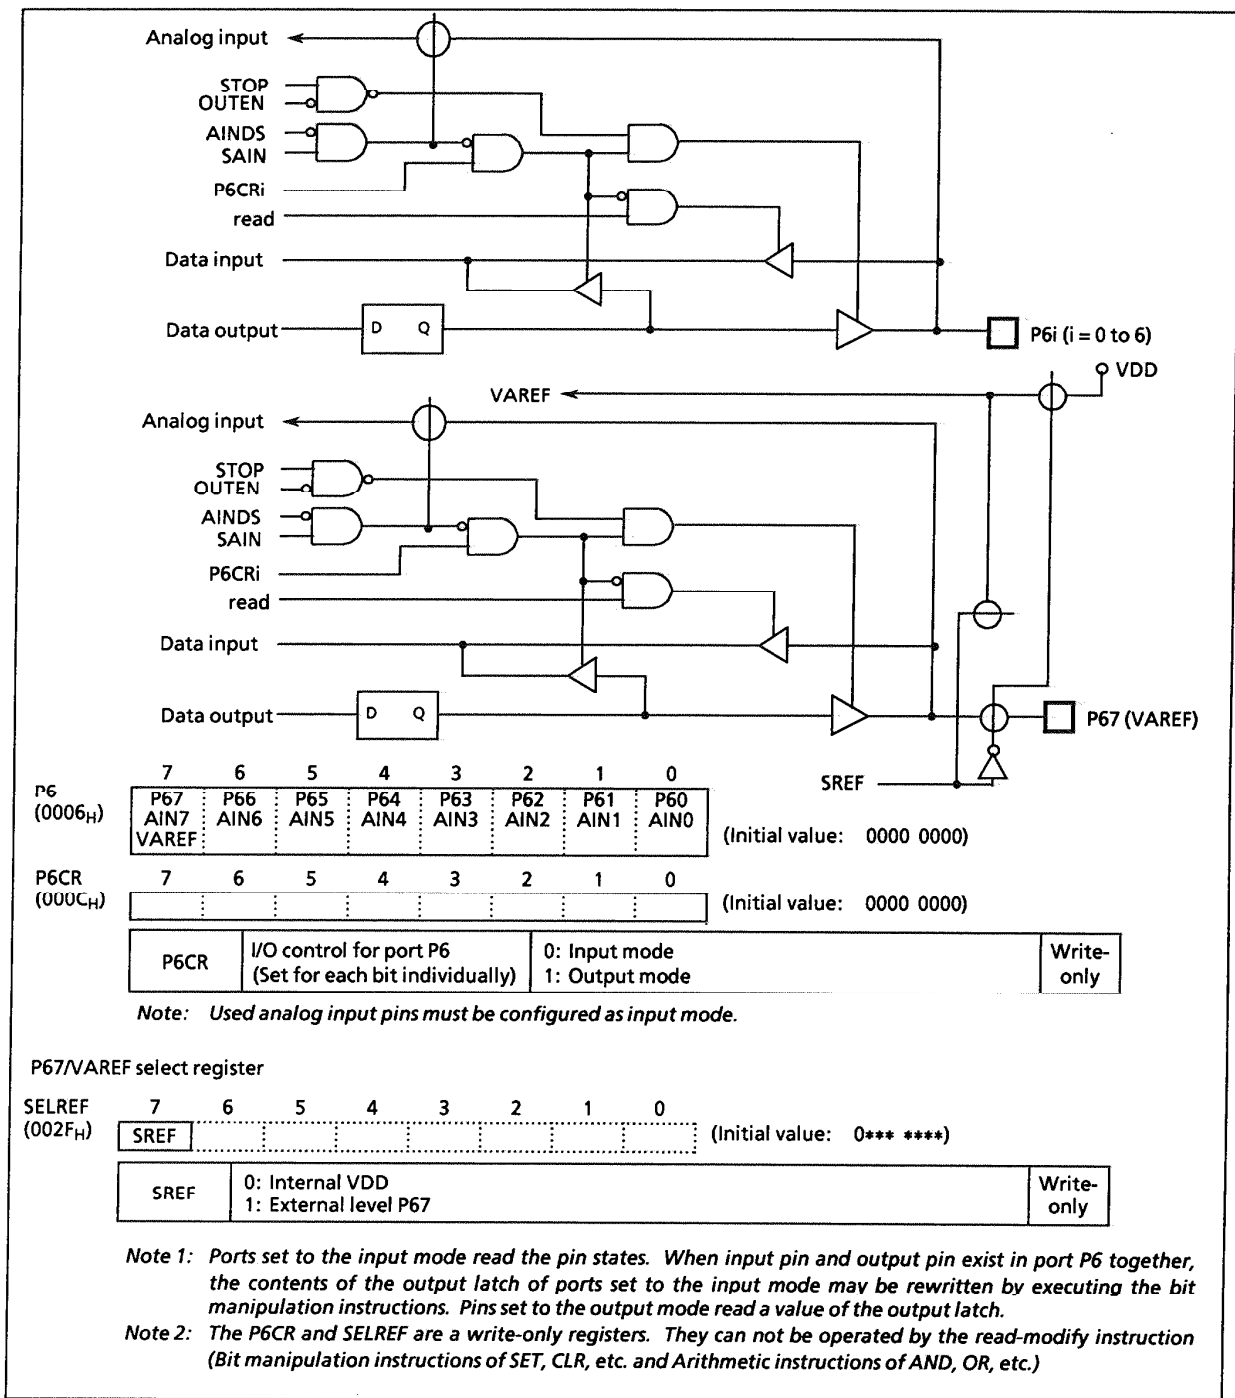 Analog input
STOP
OUTEN
AINDS
SAIN
P6CRi
read
Data input
Data output
D Q
P6i (i = 0 to 6)
VDD
VAREF
Analog input
STOP
OUTEN
AINDS
SAIN
P6CRi
read
Data input
Data output
D Q
P67 (VAREF)
SREF
7 6 5 4 3 2 1 0
P6
(0006H)
P67 P66 P65 P64 P63 P62 P61 P60
AIN7 AIN6 AIN5 AIN4 AIN3 AIN2 AIN1 AIN0
VAREF
(Initial value: 0000 0000)
P6CR
(000CH)
7 6 5 4 3 2 1 0
(Initial value: 0000 0000)
P6CR
I/O control for port P6
(Set for each bit individually)
0: Input mode
1: Output mode
Write-
only
Note: Used analog input pins must be configured as input mode.
P67/VAREF select register
SELREF
(002FH)
7 6 5 4 3 2 1 0
SREF
(Initial value: 0*** ****)
SREF
0: Internal VDD
1: External level P67
Write-
only
Note 1: Ports set to the input mode read the pin states. When input pin and output pin exist in port P6 together,
the contents of the output latch of ports set to the input mode may be rewritten by executing the bit
manipulation instructions. Pins set to the output mode read a value of the output latch.
Note 2: The P6CR and SELREF are a write-only registers. They can not be operated by the read-modify instruction
(Bit manipulation instructions of SET, CLR, etc. and Arithmetic instructions of AND, OR, etc.)